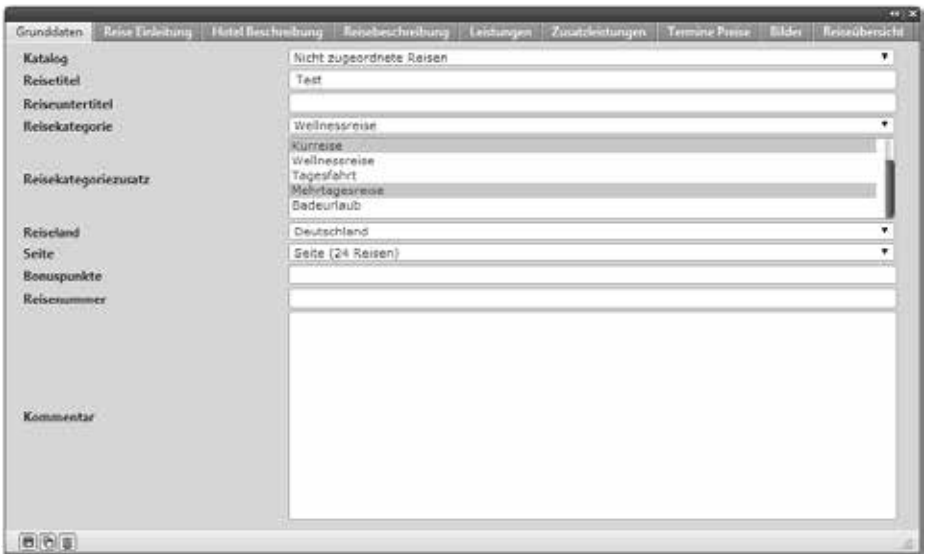 Grunddaten Reise Einleitung Hotel Beschreibung Reisebeschreibung Leistungen Zusatzleistungen Termine Preise Bilder Reiseübersicht
Katalog Nicht zugeordnete Reisen
Reisetitel Test
Reiseuntertitel
Reisekategorie Wellnessreise
Kurreise
Wellnessreise
Reisekategoriezusatz Tagesfahrt
Mehrtagesreise
Badeurlaub
Reiseland Deutschland
Seite Seite (24 Reisen)
Bonuspunkte
Reisenummer
Kommentar